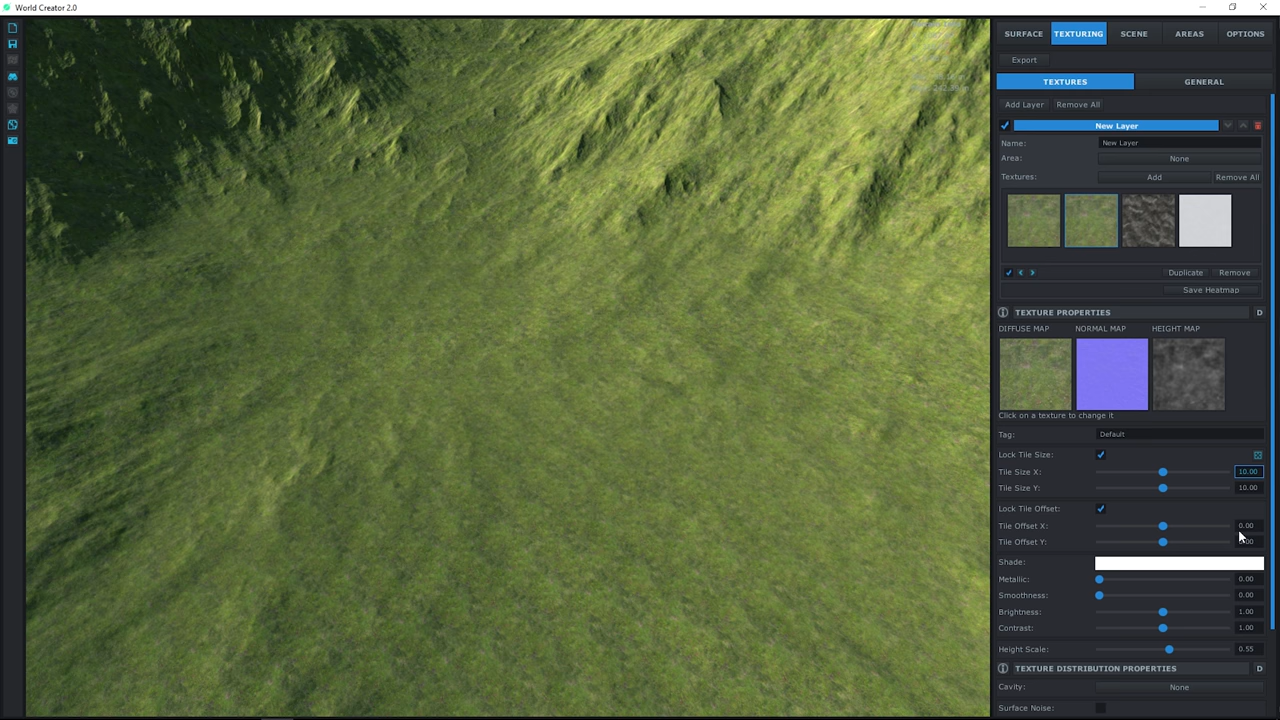 World Creator 2.0
SURFACE TEXTURING SCENE AREAS OPTIONS
Export
TEXTURES GENERAL
Add Layer Remove All
New Layer
Name: New Layer
Area: None
Textures: Add Remove All
Duplicate Remove
Save Heatmap
TEXTURE PROPERTIES D
DIFFUSE MAP NORMAL MAP HEIGHT MAP
Click on a texture to change it
Tag: Default
Lock Tile Size:
Tile Size X: 10.00
Tile Size Y: 10.00
Lock Tile Offset:
Tile Offset X: 0.00
Tile Offset Y:
Shade:
Metallic: 0.00
Smoothness: 0.00
Brightness: 1.00
Contrast: 1.00
Height Scale: 0.55
TEXTURE DISTRIBUTION PROPERTIES D
Cavity: None
Surface Noise: